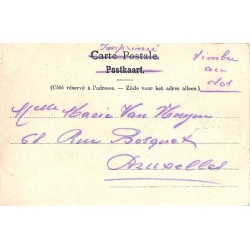 Imprimé
Carte Postale.
Postkaart.
timbre
au
dos
(Côté réservé à l'adresse. — Zijde voor het adres alleen.)
Melle Marie Van
68 Rue Bosquet
Bruxelles